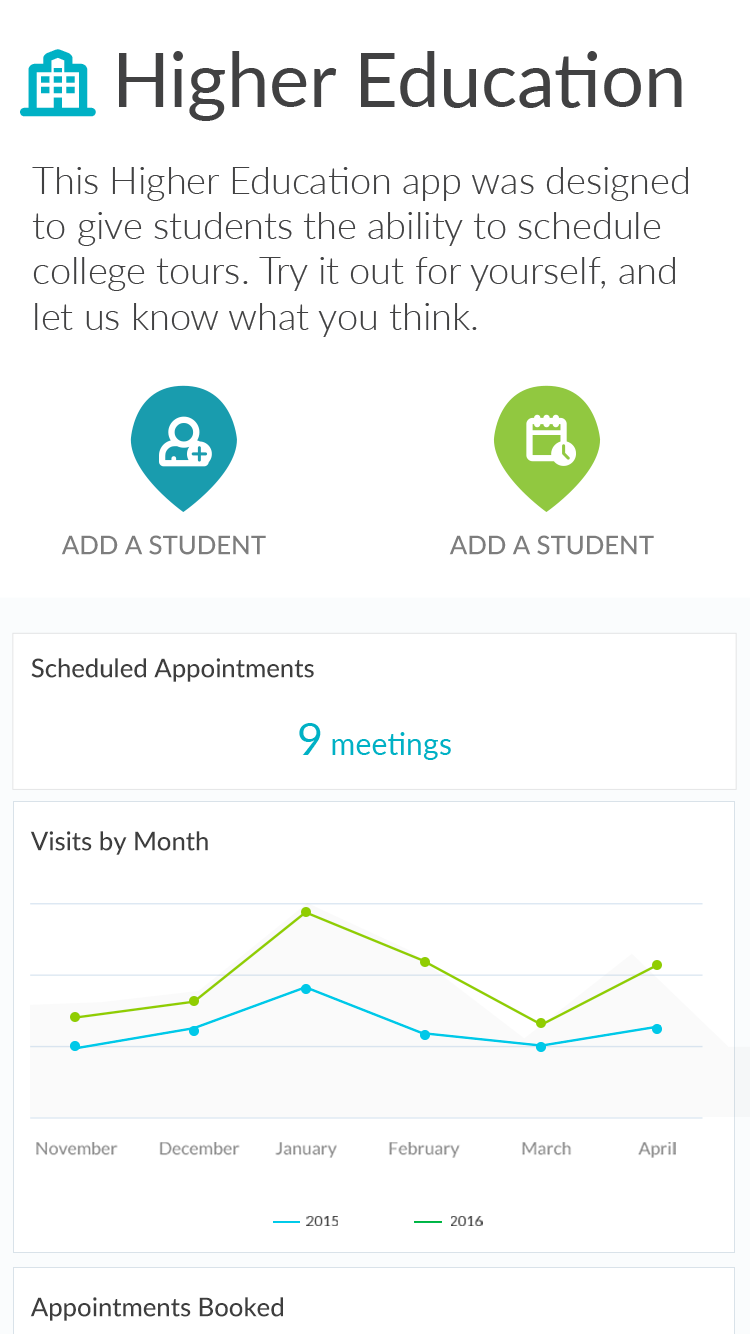 Higher Education
This Higher Education app was designed
to give students the ability to schedule
college tours. Try it out for yourself, and
let us know what you think.
ADD A STUDENT
ADD A STUDENT
Scheduled Appointments
9 meetings
Visits by Month
November December January February March April
2015 2016
Appointments Booked